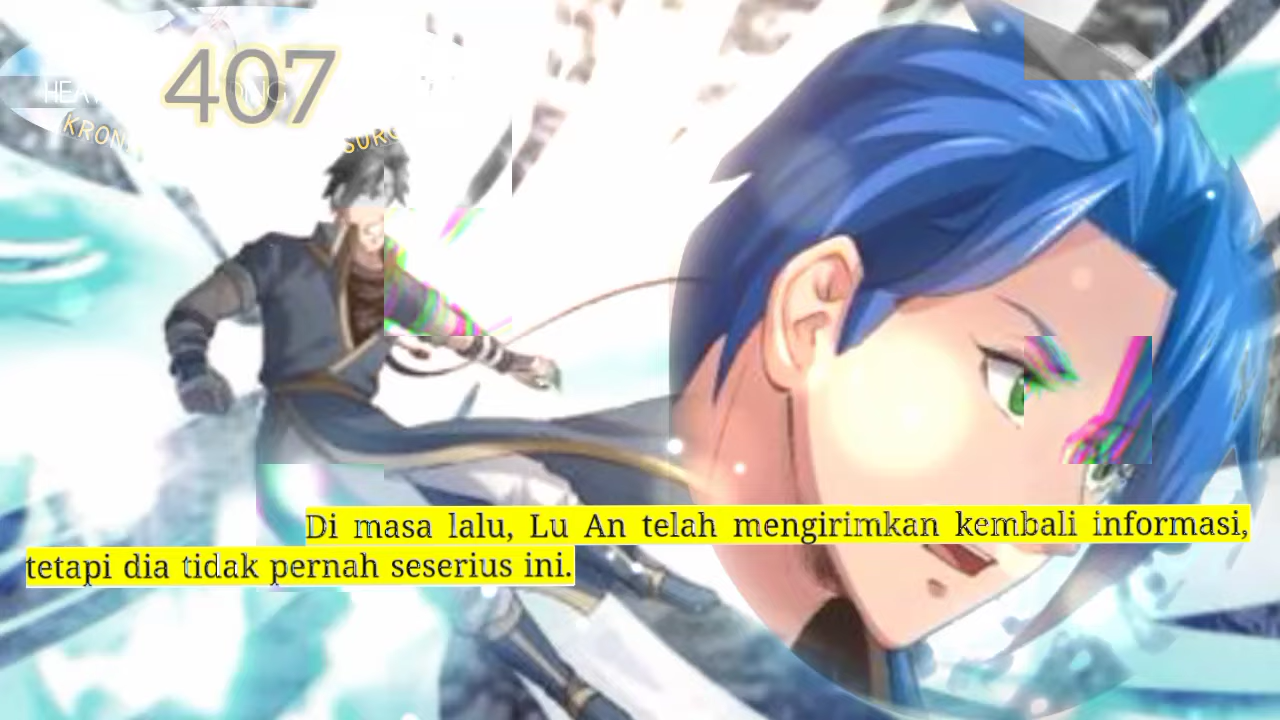 407
Di masa lalu, Lu An telah mengirimkan kembali informasi,
tetapi dia tidak pernah seserius ini.